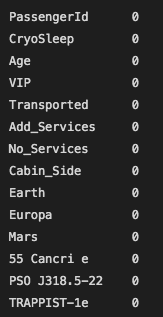 PassengerId 0
CryoSleep 0
Age 0
VIP 0
Transported 0
Add_Services 0
No_Services 0
Cabin_Side 0
Earth 0
Europa 0
Mars 0
55 Cancri e 0
PSO J318.5-22 0
TRAPPIST-1e 0